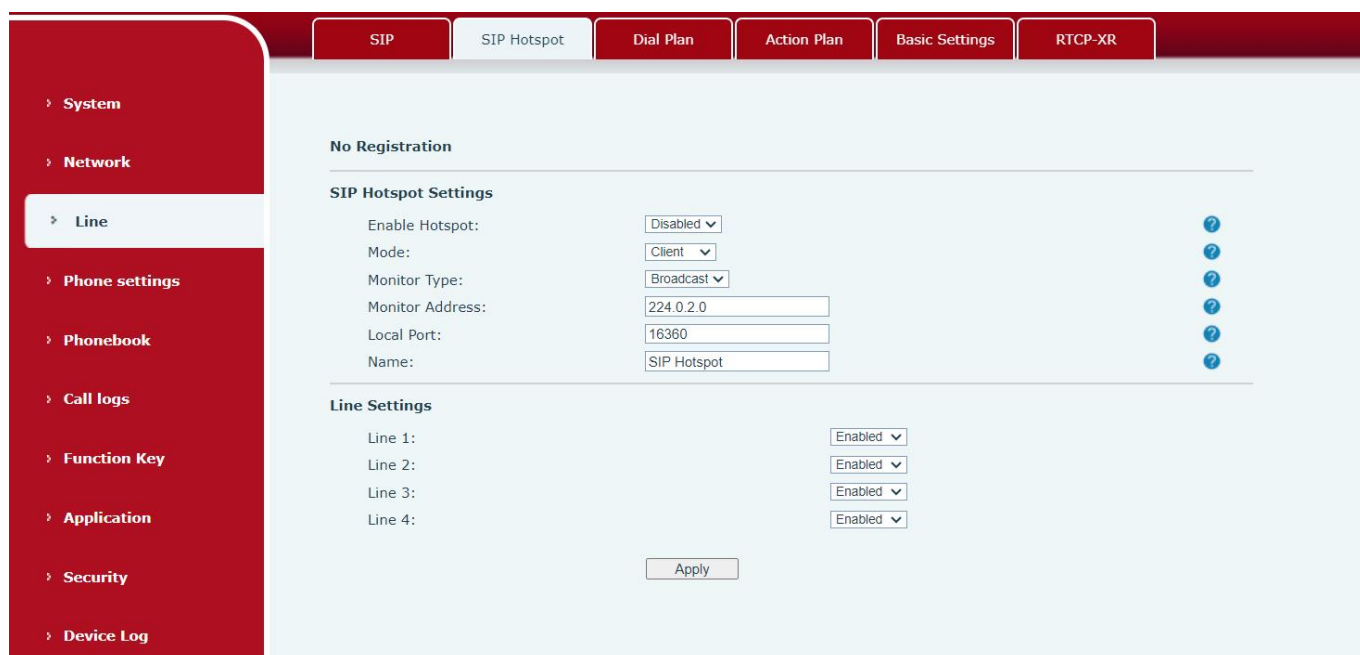 SIP
SIP Hotspot
Dial Plan
Action Plan
Basic Settings
RTCP-XR
System
Network
Line
Phone settings
Phonebook
Call logs
Function Key
Application
Security
Device Log
No Registration
SIP Hotspot Settings
Enable Hotspot: Disabled
Mode: Client
Monitor Type: Broadcast
Monitor Address: 224.0.2.0
Local Port: 16360
Name: SIP Hotspot
Line Settings
Line 1: Enabled
Line 2: Enabled
Line 3: Enabled
Line 4: Enabled
Apply